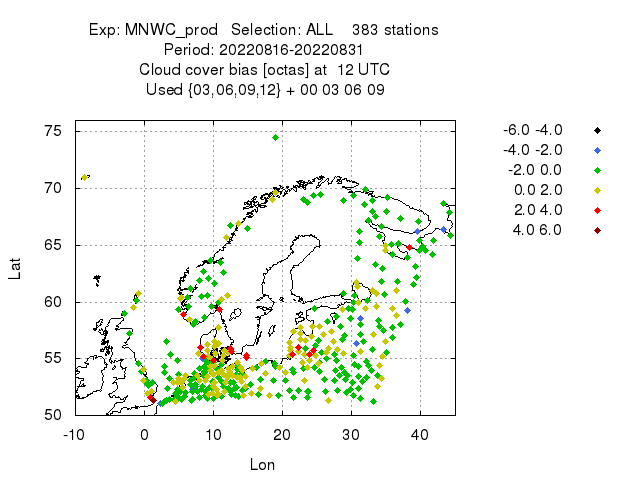 Exp: MNWC_prod Selection: ALL 383 stations
Period: 20220816-20220831
Cloud cover bias [octas] at 12 UTC
Used {03,06,09,12} + 00 03 06 09
-6.0 -4.0
-4.0 -2.0
-2.0 0.0
0.0 2.0
2.0 4.0
4.0 6.0
75
70
65
60
55
50
Lat
-10 0 10 20 30 40
Lon